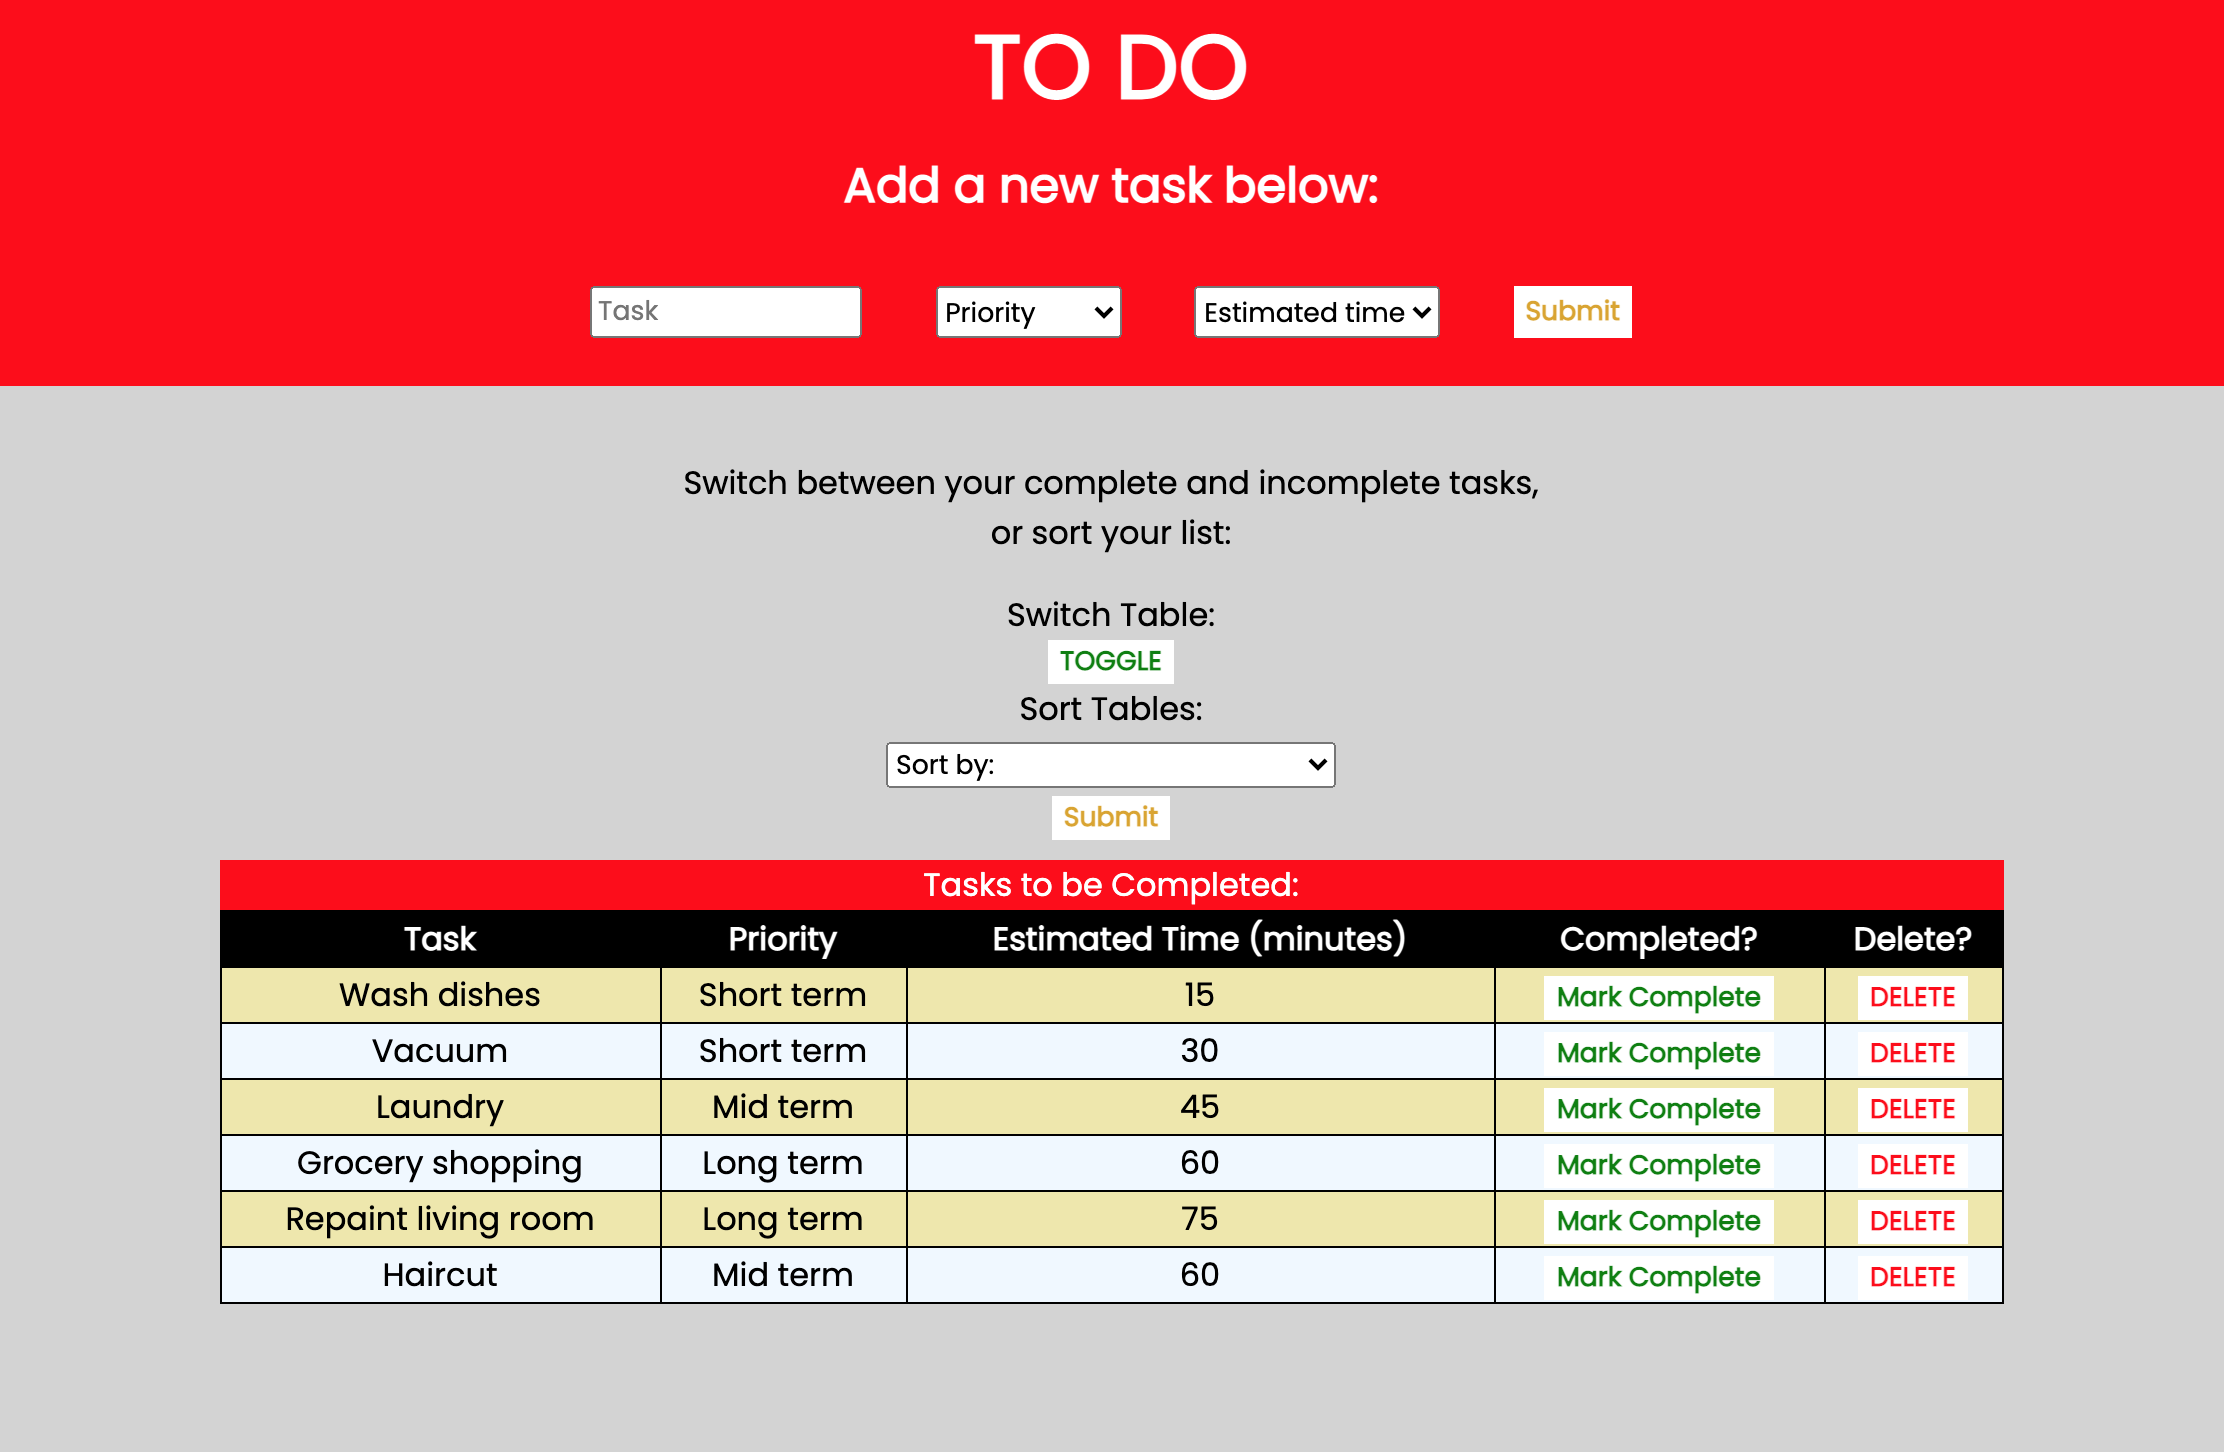 TO DO
Add a new task below:
Task Priority Estimated time Submit
Switch between your complete and incomplete tasks,
or sort your list:
Switch Table:
TOGGLE
Sort Tables:
Sort by:
Submit
Tasks to be Completed:
Task Priority Estimated Time (minutes) Completed? Delete?
Wash dishes Short term 15 Mark Complete DELETE
Vacuum Short term 30 Mark Complete DELETE
Laundry Mid term 45 Mark Complete DELETE
Grocery shopping Long term 60 Mark Complete DELETE
Repaint living room Long term 75 Mark Complete DELETE
Haircut Mid term 60 Mark Complete DELETE